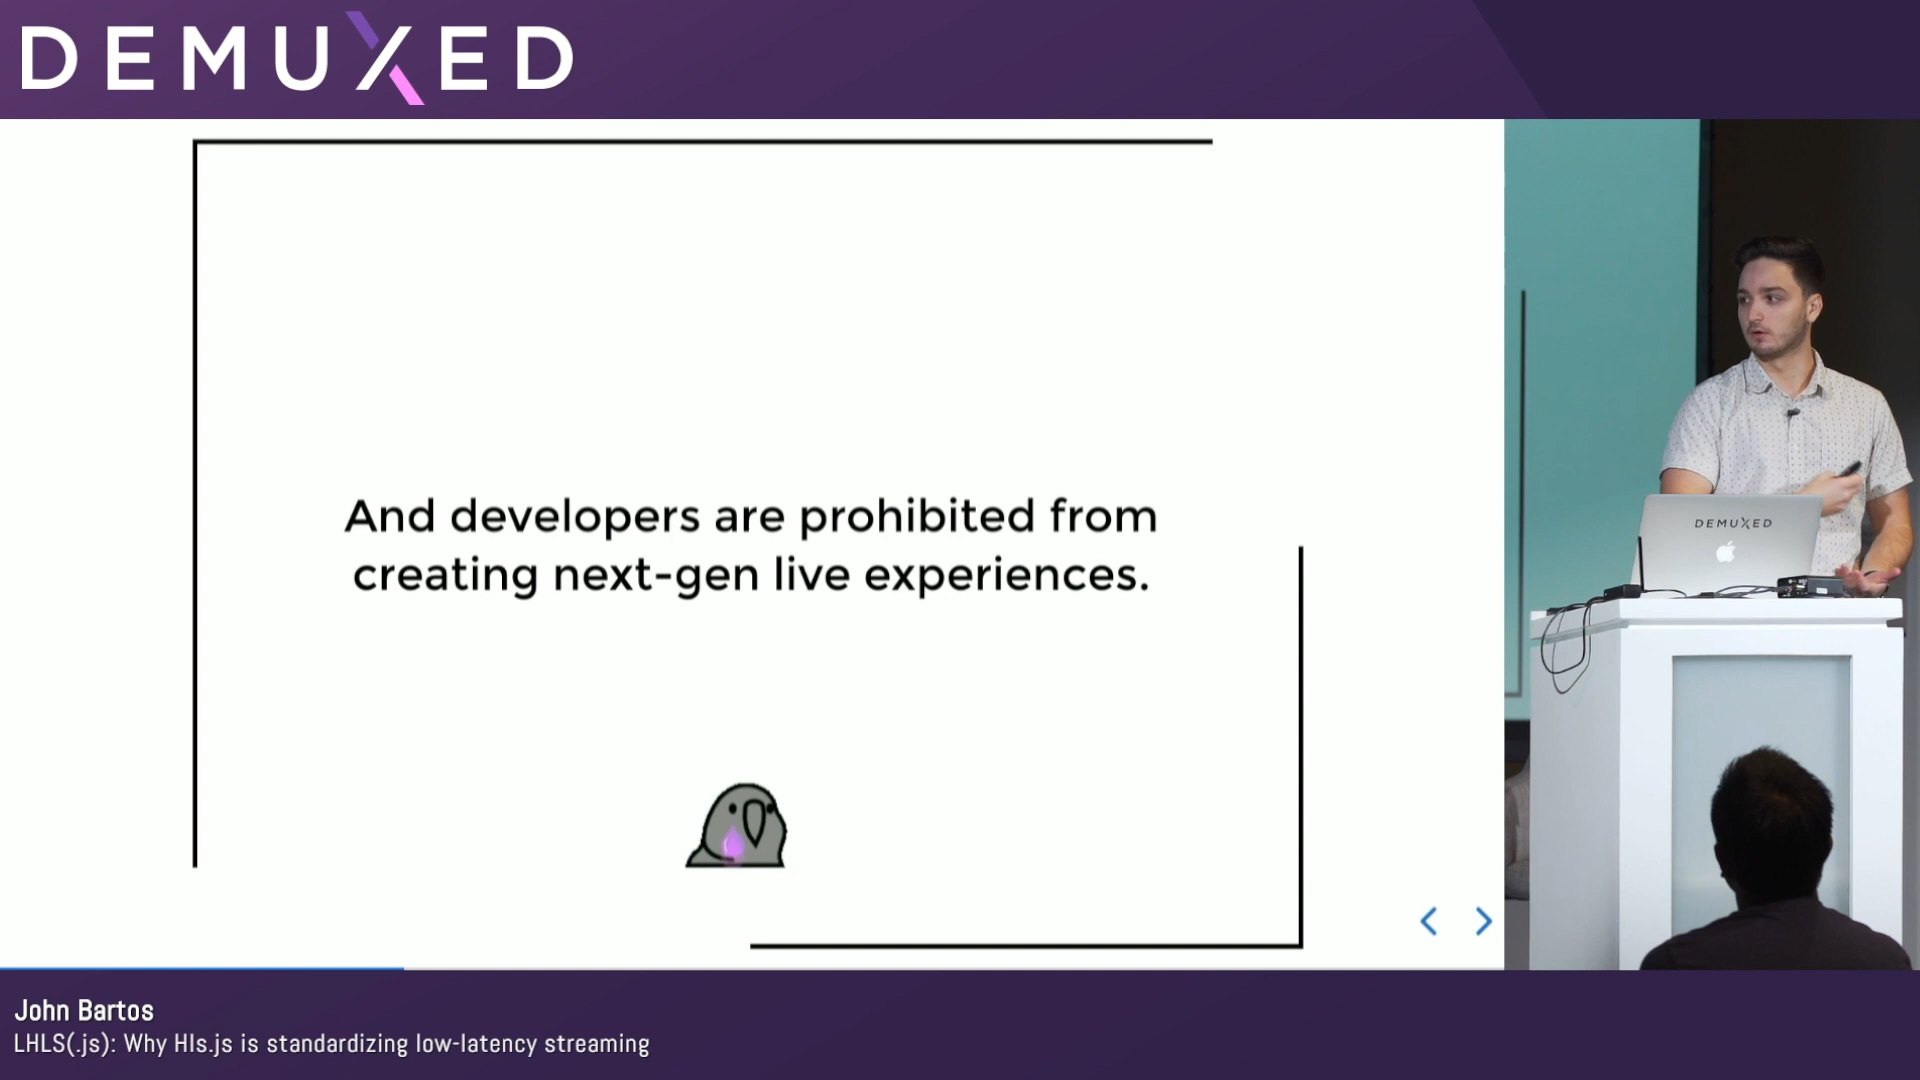 DEMUXED
And developers are prohibited from
creating next-gen live experiences.
DEMUXED
John Bartos
LHLS(.js): Why Hls.js is standardizing low-latency streaming